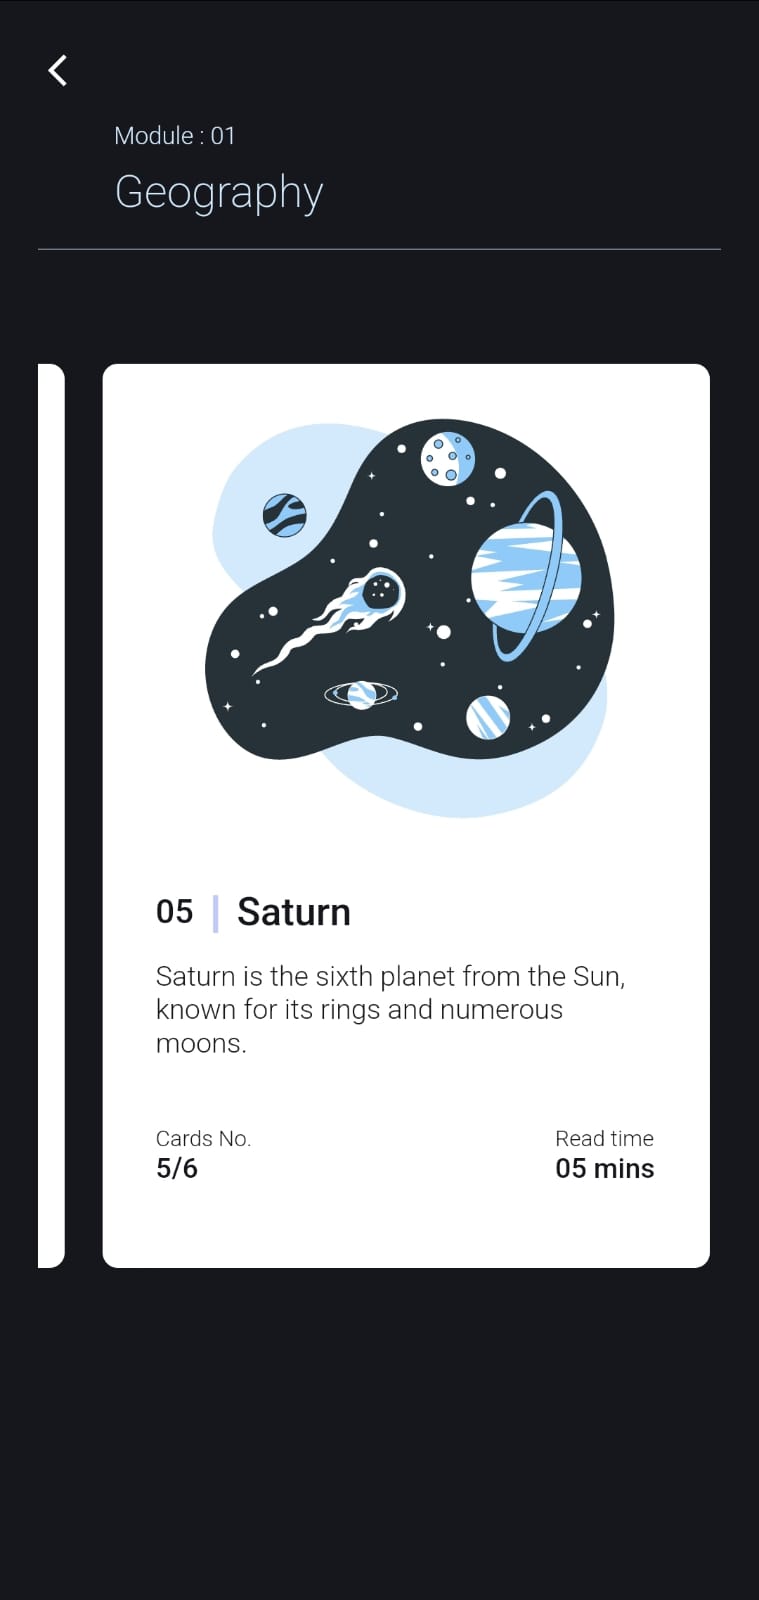 Module : 01
Geography
05 | Saturn
Saturn is the sixth planet from the Sun,
known for its rings and numerous
moons.
Cards No.
Read time
5/6
05 mins